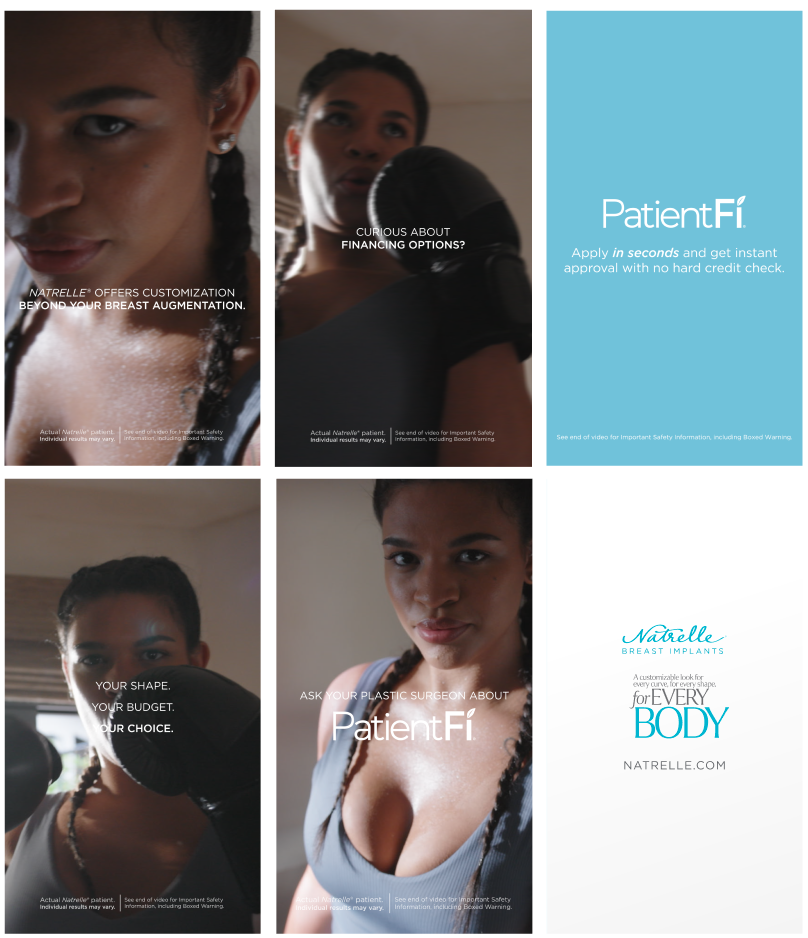 NATRELLE® OFFERS CUSTOMIZATION
BEYOND YOUR BREAST AUGMENTATION.
Actual Natrelle® patient.
Individual results may vary.
See end of video for Important Safety
Information, including Boxed Warning.
CURIOUS ABOUT
FINANCING OPTIONS?
Actual Natrelle® patient.
Individual results may vary.
See end of video for Important Safety
Information, including Boxed Warning.
PatientFi
Apply in seconds and get instant
approval with no hard credit check.
See end of video for Important Safety Information, including Boxed Warning.
YOUR SHAPE.
YOUR BUDGET.
YOUR CHOICE.
Actual Natrelle® patient.
Individual results may vary.
See end of video for Important Safety
Information, including Boxed Warning.
ASK YOUR PLASTIC SURGEON ABOUT
PatientFi
Actual Natrelle® patient.
Individual results may vary.
See end of video for Important Safety
Information, including Boxed Warning.
Natrelle
BREAST IMPLANTS
A customizable look for
every curve, for every shape,
for EVERY
BODY
NATRELLE.COM